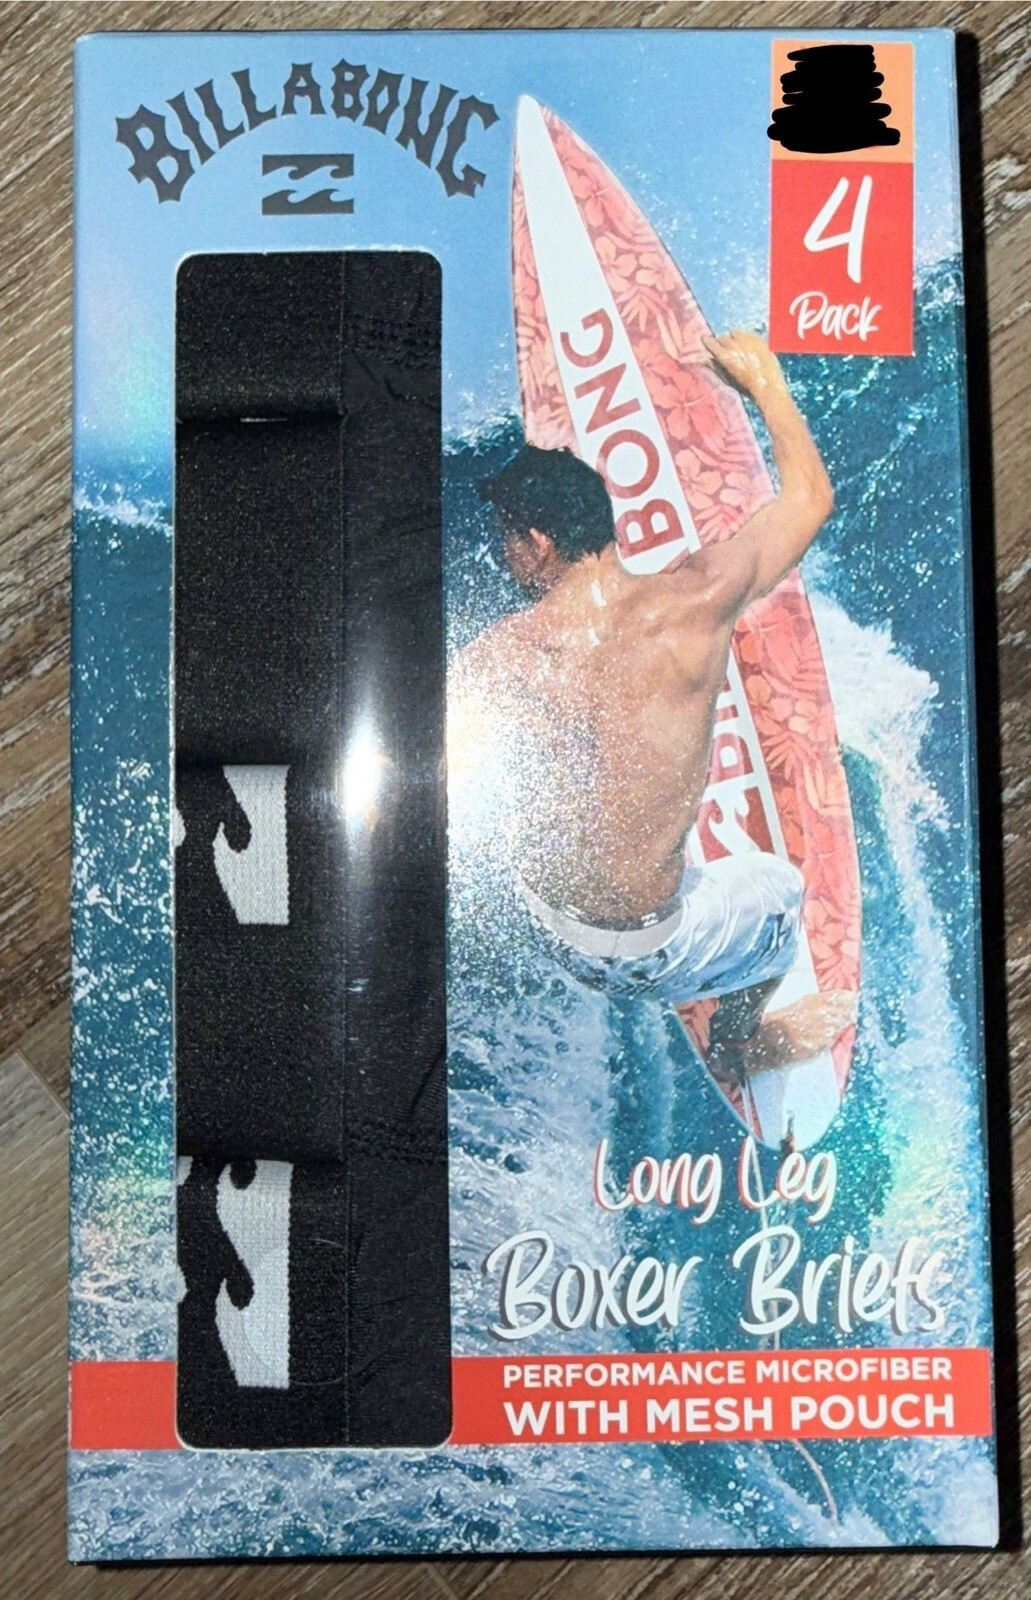 BILLABONG
4
Pack
BONG
Long Leg
Boxer Briefs
PERFORMANCE MICROFIBER
WITH MESH POUCH